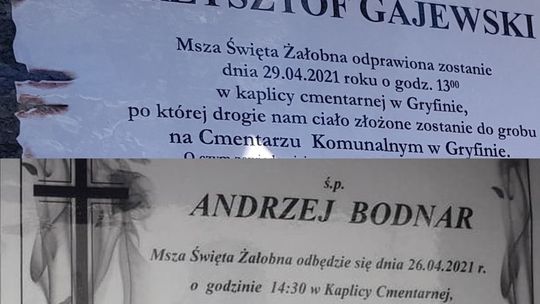 GAJEWSKI
Msza Święta Żałobna odprawiona zostanie
dnia 29.04.2021 roku o godz. 13⁰⁰
w kaplicy cmentarnej w Gryfinie,
po której drogie nam ciało złożone zostanie do grobu
na Cmentarzu Komunalnym w Gryfinie.
ś.p.
ANDRZEJ BODNAR
Msza Święta Żałobna odbędzie się dnia 26.04.2021 r.
o godzinie 14:30 w Kaplicy Cmentarnej,